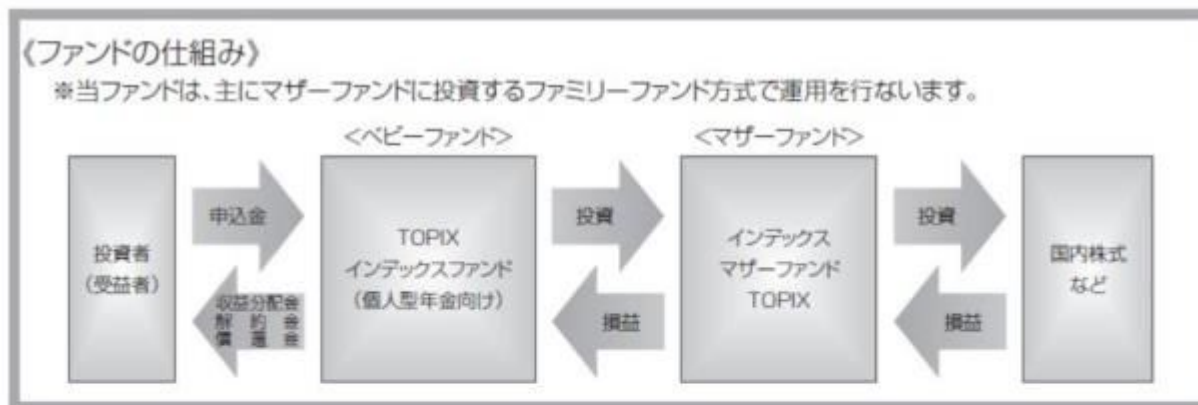 《ファンドの仕組み》
※当ファンドは、主にマザーファンドに投資するファミリーファンド方式で運用を行ないます。
<ベビーファンド>
<マザーファンド>
投資者
(受益者)
申込金
収益分配金
解約金
償還金
TOPIX
インデックスファンド
(個人型年金向け)
投資
損益
インデックス
マザーファンド
TOPIX
投資
損益
国内株式
など